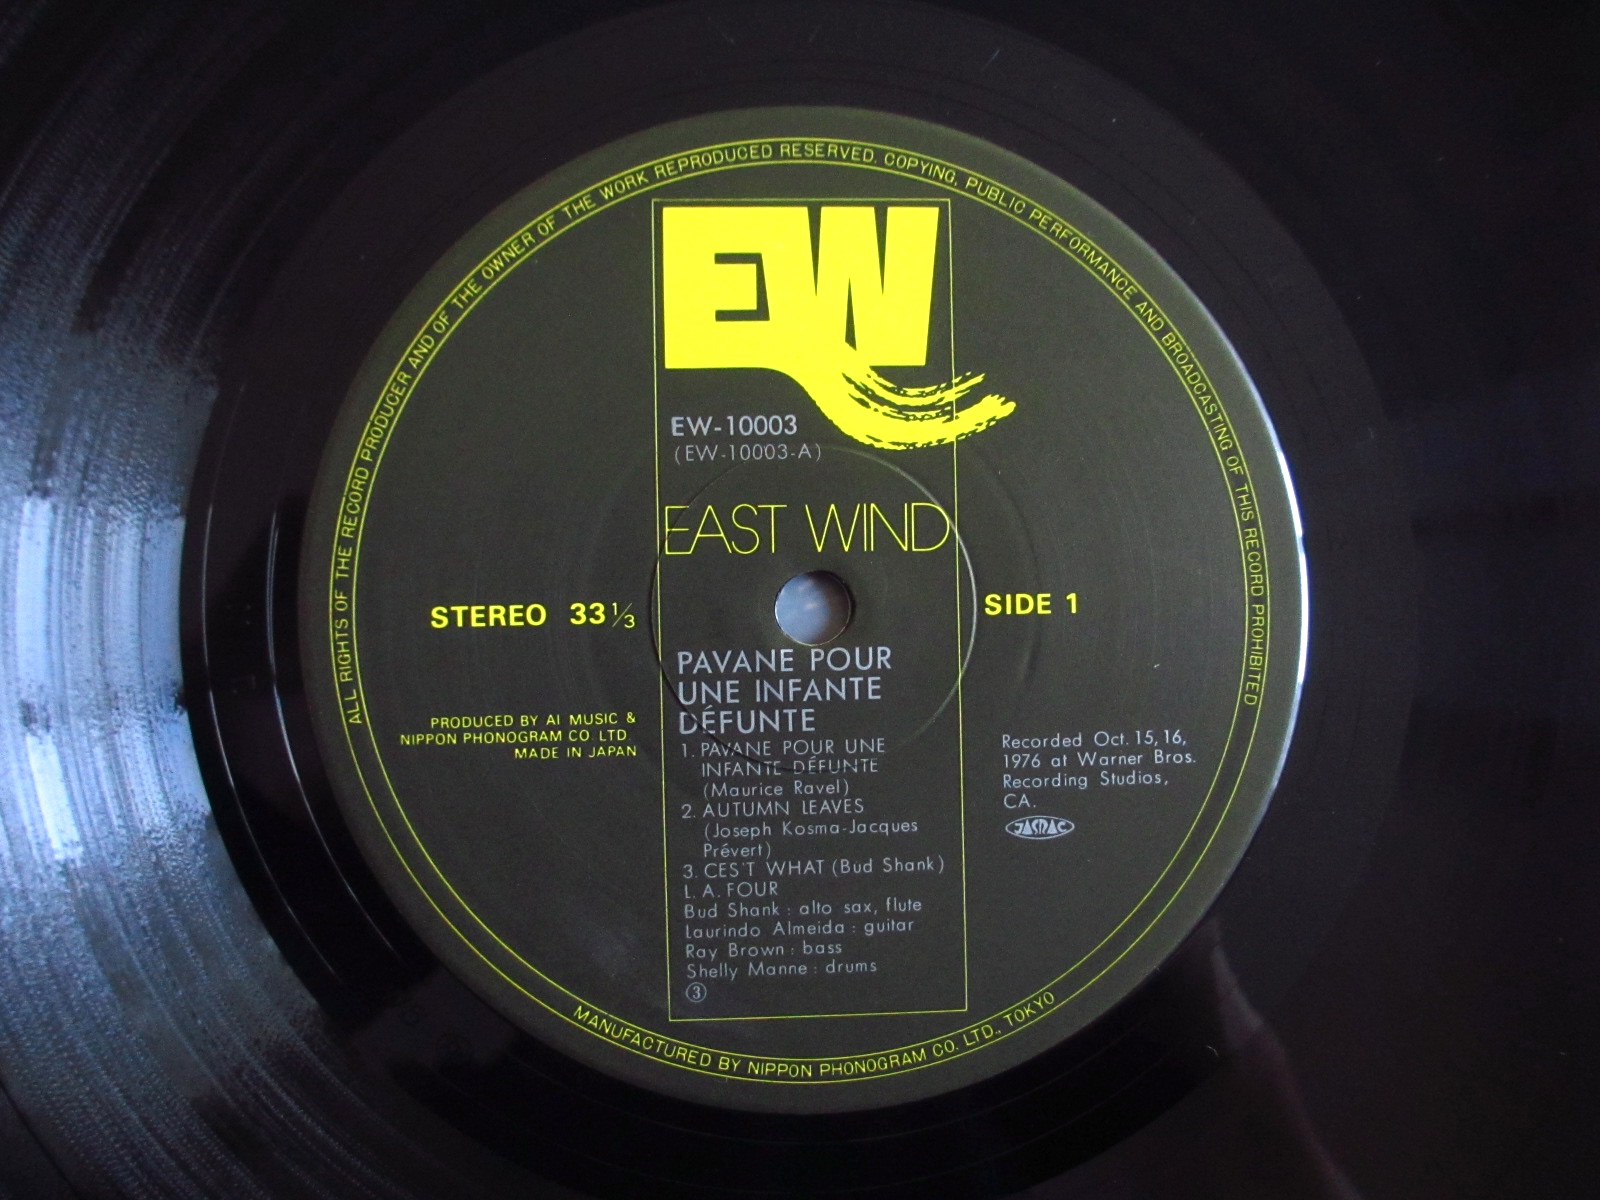 ALL RIGHTS OF THE RECORD PRODUCER AND OF THE OWNER OF THE WORK REPRODUCED RESERVED. COPYING, PUBLIC PERFORMANCE AND BROADCASTING OF THIS RECORD PROHIBITED
EW
EW-10003
(EW-10003-A)
EAST WIND
STEREO 33 1/3
SIDE 1
PAVANE POUR
UNE INFANTE
DÉFUNTE
PRODUCED BY AI MUSIC &
NIPPON PHONOGRAM CO. LTD.
MADE IN JAPAN
1. PAVANE POUR UNE
INFANTE DÉFUNTE
(Maurice Ravel)
2. AUTUMN LEAVES
(Joseph Kosma-Jacques
Prévert)
3. CES'T WHAT (Bud Shank)
L. A. FOUR
Bud Shank : alto sax, flute
Laurindo Almeida : guitar
Ray Brown : bass
Shelly Manne : drums
③
Recorded Oct. 15, 16,
1976 at Warner Bros.
Recording Studios,
CA.
JASRAC
MANUFACTURED BY NIPPON PHONOGRAM CO. LTD., TOKYO